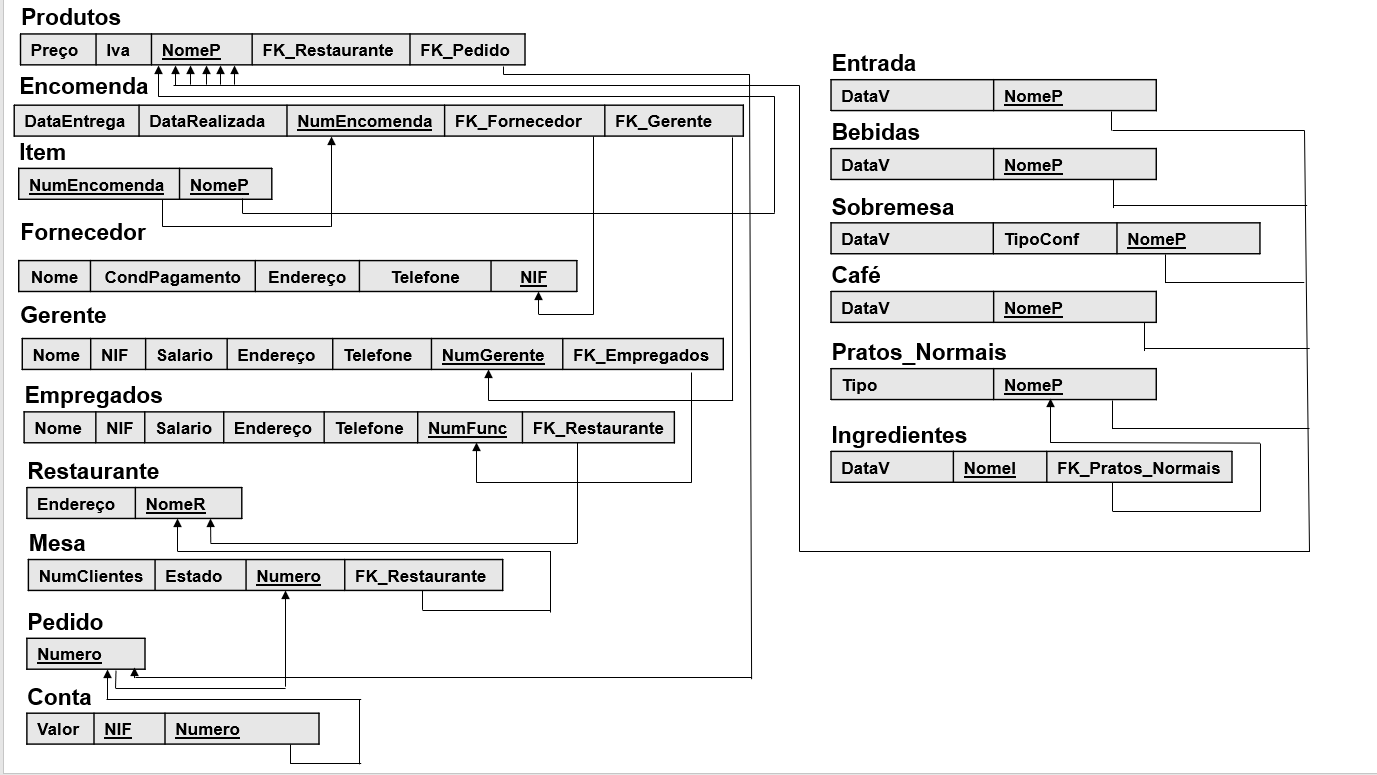 Produtos
Preço Iva NomeP FK_Restaurante FK_Pedido
Encomenda
DataEntrega DataRealizada NumEncomenda FK_Fornecedor FK_Gerente
Item
NumEncomenda NomeP
Fornecedor
Nome CondPagamento Endereço Telefone NIF
Gerente
Nome NIF Salario Endereço Telefone NumGerente FK_Empregados
Empregados
Nome NIF Salario Endereço Telefone NumFunc FK_Restaurante
Restaurante
Endereço NomeR
Mesa
NumClientes Estado Numero FK_Restaurante
Pedido
Numero
Conta
Valor NIF Numero
Entrada
DataV NomeP
Bebidas
DataV NomeP
Sobremesa
DataV TipoConf NomeP
Café
DataV NomeP
Pratos_Normais
Tipo NomeP
Ingredientes
DataV NomeI FK_Pratos_Normais